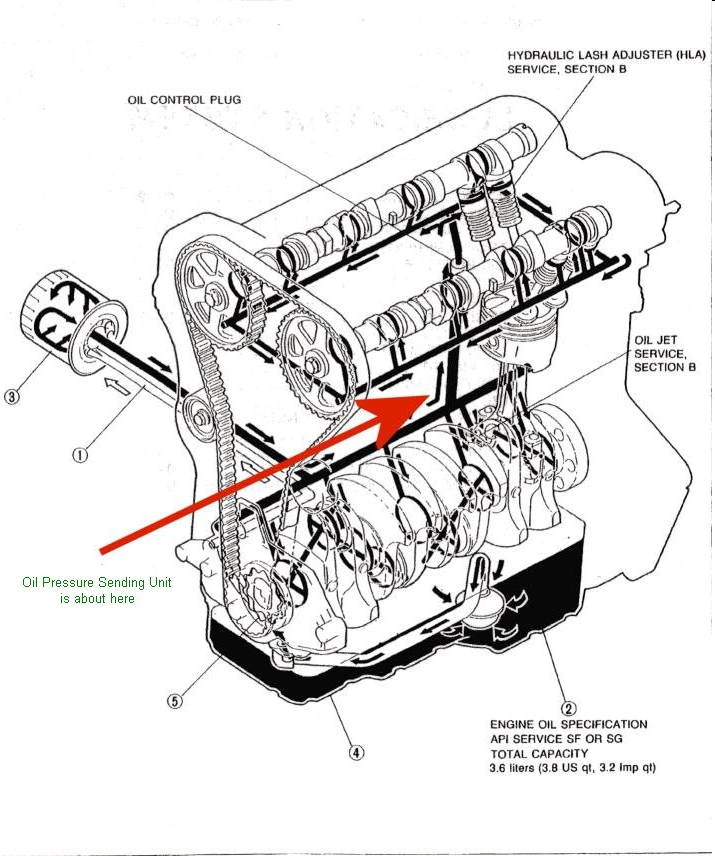 HYDRAULIC LASH ADJUSTER (HLA)
SERVICE, SECTION B
OIL CONTROL PLUG
OIL JET
SERVICE,
SECTION B
3
1
Oil Pressure Sending Unit
is about here
5
4
2
ENGINE OIL SPECIFICATION
API SERVICE SF OR SG
TOTAL CAPACITY
3.6 liters (3.8 US qt, 3.2 Imp qt)